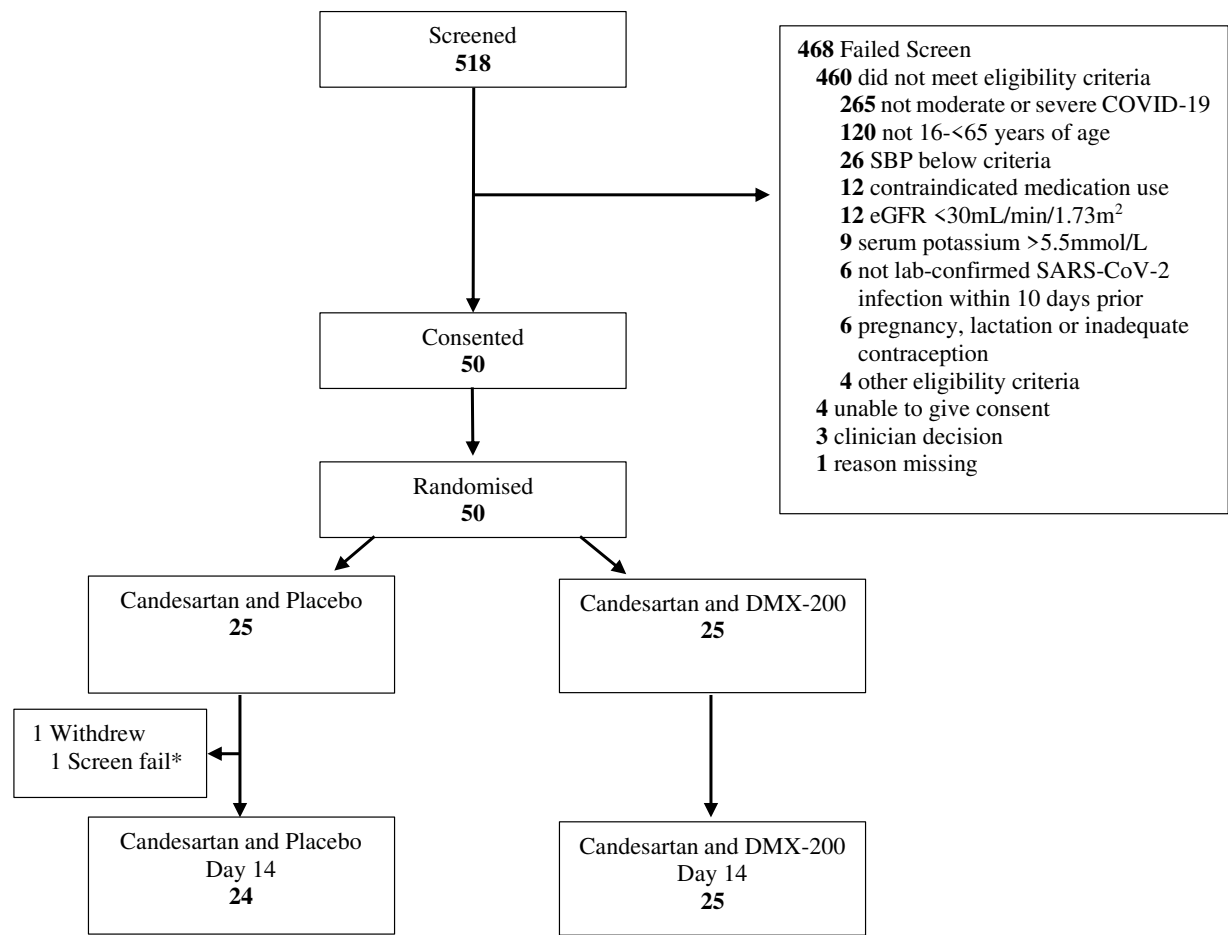 Screened
518
468 Failed Screen
460 did not meet eligibility criteria
265 not moderate or severe COVID-19
120 not 16-<65 years of age
26 SBP below criteria
12 contraindicated medication use
12 eGFR <30mL/min/1.73m²
9 serum potassium >5.5mmol/L
6 not lab-confirmed SARS-CoV-2
infection within 10 days prior
6 pregnancy, lactation or inadequate
contraception
4 other eligibility criteria
4 unable to give consent
3 clinician decision
1 reason missing
Consented
50
Randomised
50
Candesartan and Placebo
25
Candesartan and DMX-200
25
1 Withdrew
1 Screen fail*
Candesartan and Placebo
Day 14
24
Candesartan and DMX-200
Day 14
25